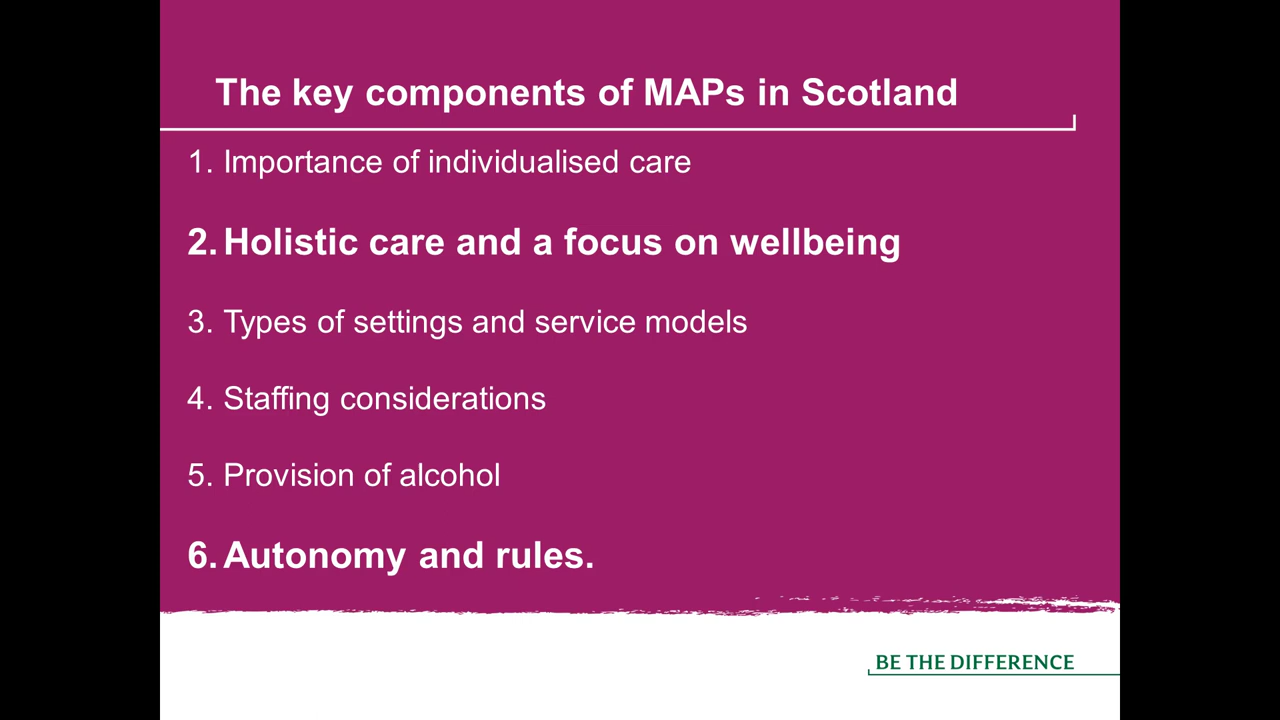 The key components of MAPs in Scotland
1. Importance of individualised care
2. Holistic care and a focus on wellbeing
3. Types of settings and service models
4. Staffing considerations
5. Provision of alcohol
6. Autonomy and rules.
BE THE DIFFERENCE